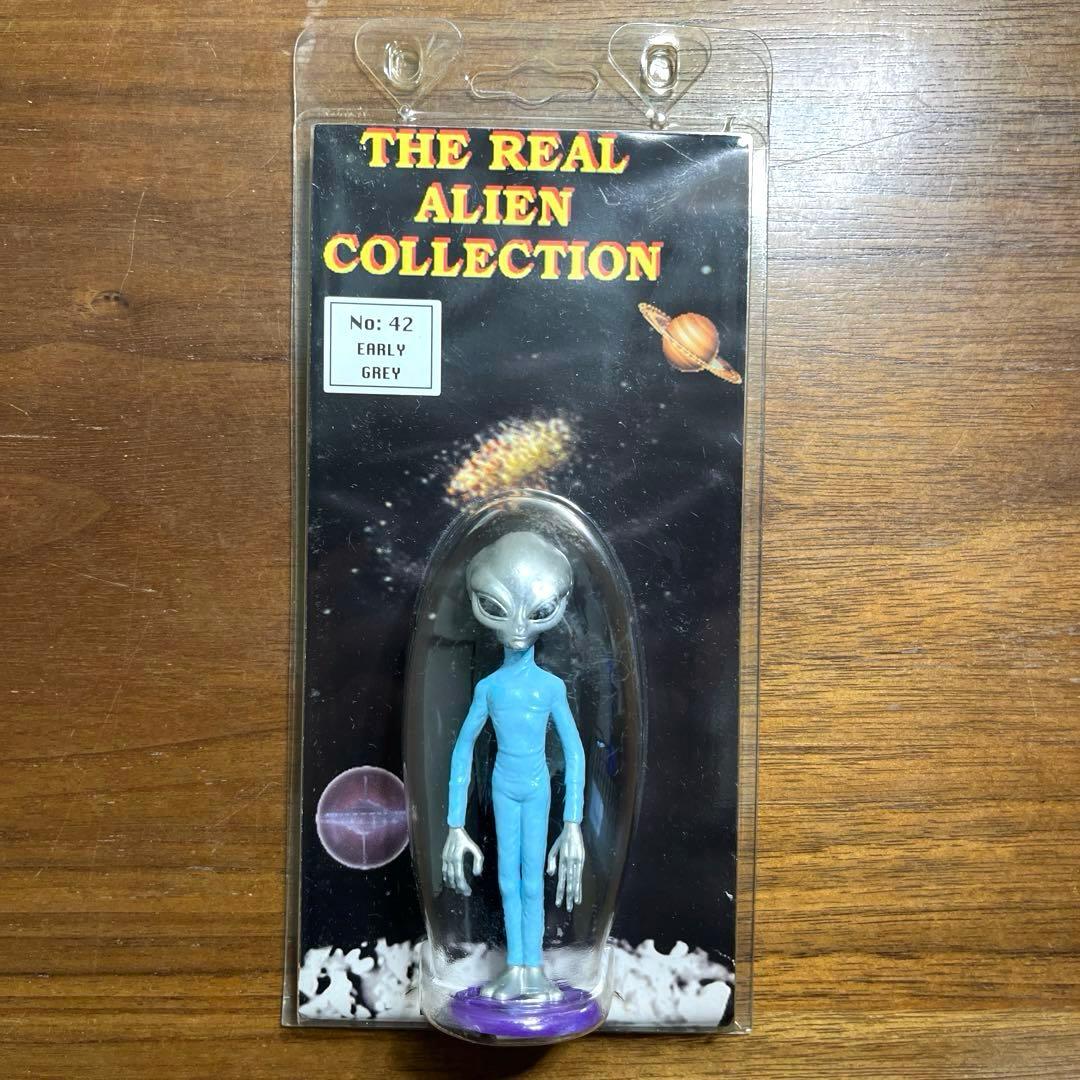 THE REAL
ALIEN
COLLECTION
No: 42
EARLY
GREY